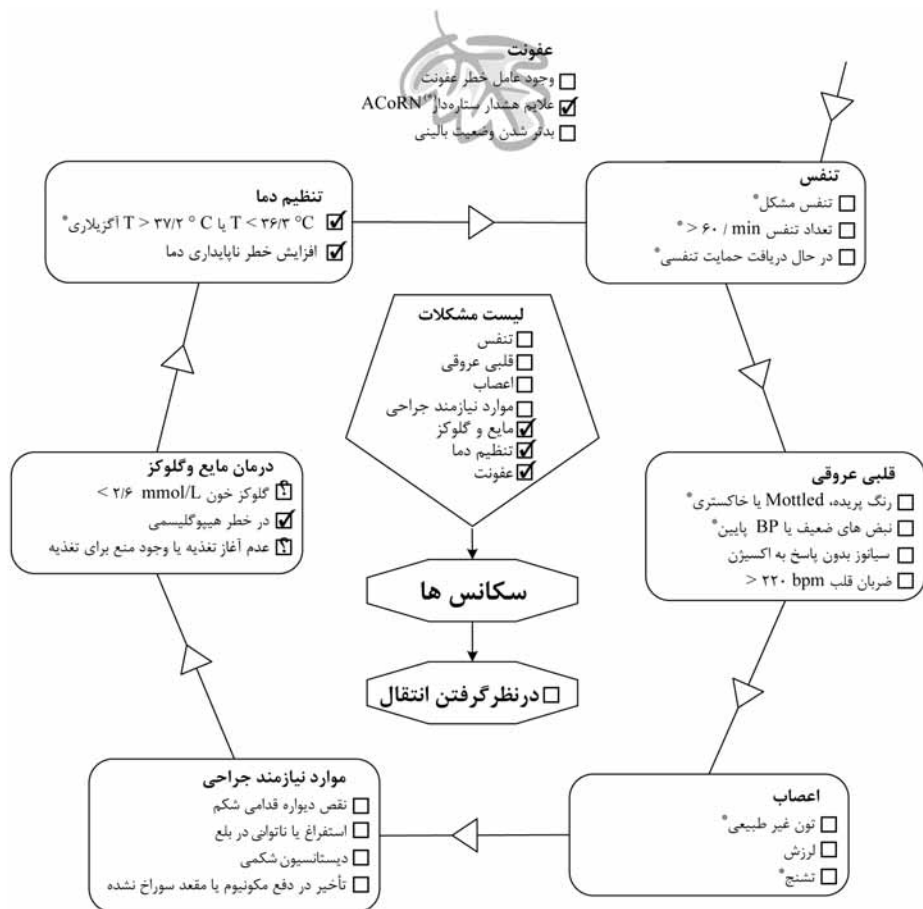 عفونت
وجود عامل خطر عفونت
علایم هشدار ستاره‌دار(*) ACoRN
بدتر شدن وضعیت بالینی
تنفس
تنفس مشکل*
تعداد تنفس ۶۰ / min < *
در حال دریافت حمایت تنفسی*
تنظیم دما
T < ۳۶/۳ °C یا T > ۳۷/۲ ° C آگزیلاری*
افزایش خطر ناپایداری دما
لیست مشکلات
تنفس
قلبی عروقی
اعصاب
موارد نیازمند جراحی
مایع و گلوکز
تنظیم دما
عفونت
قلبی عروقی
رنگ پریده، Mottled یا خاکستری*
نبض های ضعیف یا BP پایین*
سیانوز بدون پاسخ به اکسیژن
ضربان قلب ۲۲۰ bpm <
درمان مایع وگلوکز
گلوکز خون ۲/۶ mmol/L >
در خطر هیپوگلیسمی
عدم آغاز تغذیه یا وجود منع برای تغذیه
سکانس ها
درنظرگرفتن انتقال
اعصاب
تون غیر طبیعی*
لرزش
تشنج*
موارد نیازمند جراحی
نقص دیواره قدامی شکم
استفراغ یا ناتوانی در بلع
دیستانسیون شکمی
تأخیر در دفع مکونیوم یا مقعد سوراخ نشده